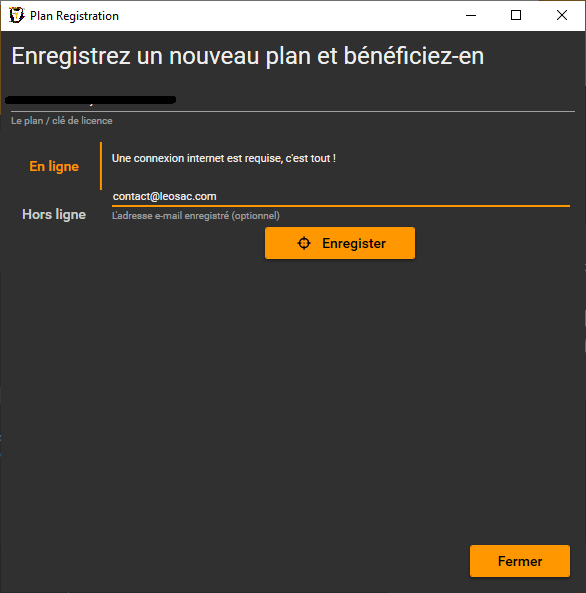 Plan Registration
Enregistrez un nouveau plan et bénéficiez-en
Le plan / clé de licence
En ligne
Une connexion internet est requise, c'est tout !
contact@leosac.com
Hors ligne
L'adresse e-mail enregistré (optionnel)
Enregister
Fermer